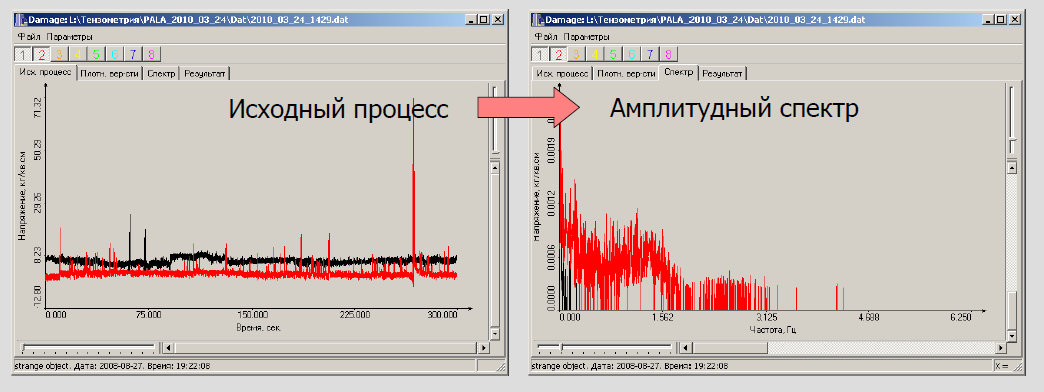 Damage: L:\Тензометрия\PALA_2010_03_24\Dat\2010_03_24_1429.dat
Файл Параметры
1 2 3 4 5 6 7 8
Исх. процесс Плотн. вер-сти Спектр Результат
Исходный процесс
Напряжение, кг/кв.см
71.32
50.29
29.26
8.23
-12.80
0.000 75.000 150.000 225.000 300.000
Время, сек.
strange object. Дата: 2008-08-27. Время: 19:22:08
Damage: L:\Тензометрия\PALA_2010_03_24\Dat\2010_03_24_1429.dat
Файл Параметры
1 2 3 4 5 6 7 8
Исх. процесс Плотн. вер-сти Спектр Результат
Амплитудный спектр
Напряжение, кг/кв.см
0.0019
0.0012
0.0006
0.0000
0.000 1.562 3.125 4.688 6.250
Частота, Гц
strange object. Дата: 2008-08-27. Время: 19:22:08
X =